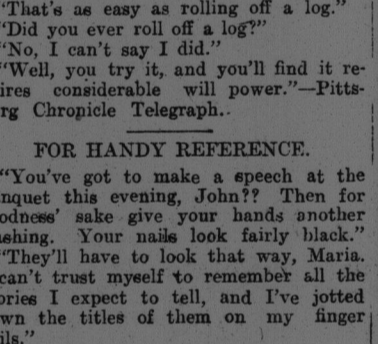 "That's as easy as rolling off a log."
"Did you ever roll off a log?"
"No, I can't say I did."
"Well, you try it, and you'll find it re-
ires considerable will power."—Pitts-
rg Chronicle Telegraph..
FOR HANDY REFERENCE.
"You've got to make a speech at the
nquet this evening, John?? Then for
odness' sake give your hands another
shing. Your nails look fairly black."
"They'll have to look that way, Maria.
can't trust myself to remember all the
ories I expect to tell, and I've jotted
wn the titles of them on my finger
ils."